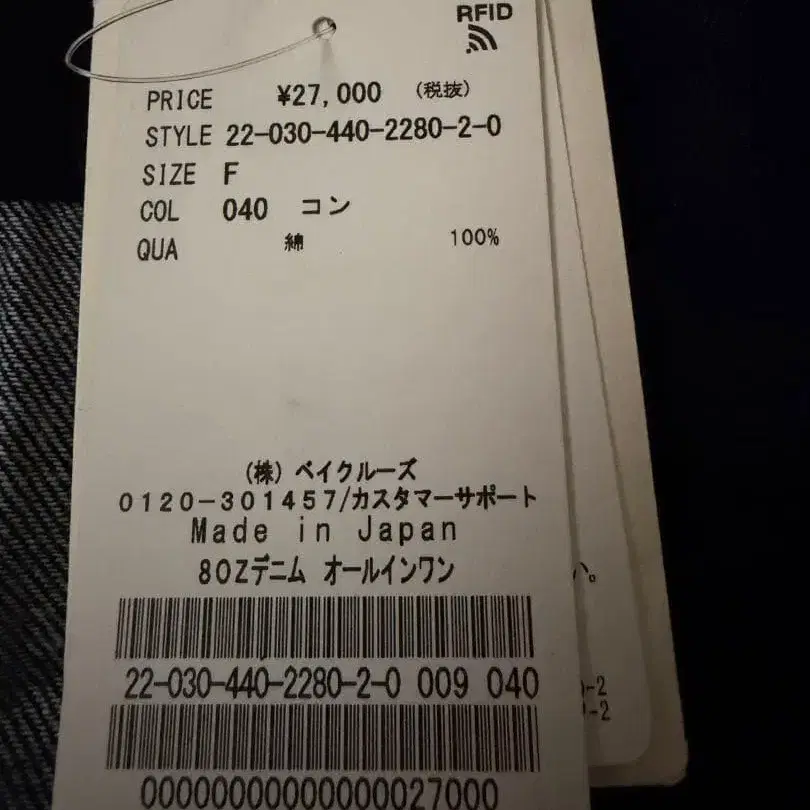 RFID
PRICE ¥27,000 (税抜)
STYLE 22-030-440-2280-2-0
SIZE F
COL 040 コン
QUA 綿 100%
(株) ベイクルーズ
0120-301457/カスタマーサポート
Made in Japan
8OZデニム オールインワン
22-030-440-2280-2-0 009 040
00000000000000027000